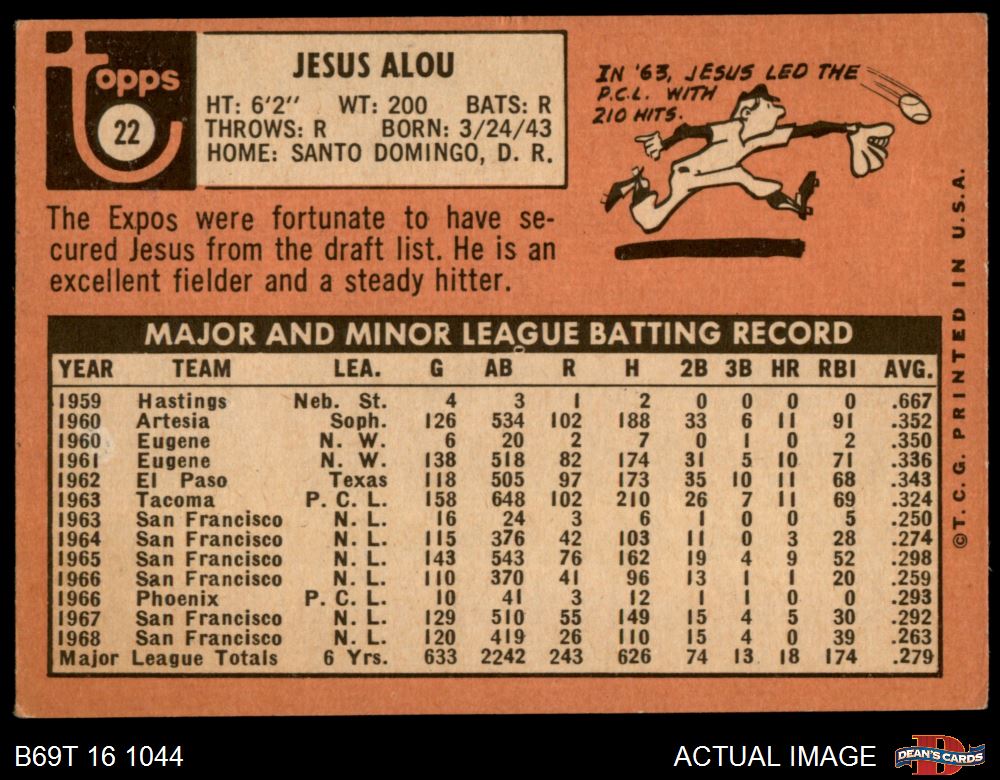 topps
22
JESUS ALOU
HT: 6'2" WT: 200 BATS: R
THROWS: R BORN: 3/24/43
HOME: SANTO DOMINGO, D. R.
IN '63, JESUS LED THE
P.C.L. WITH
210 HITS.
The Expos were fortunate to have se-
cured Jesus from the draft list. He is an
excellent fielder and a steady hitter.
MAJOR AND MINOR LEAGUE BATTING RECORD
YEAR TEAM LEA. G AB R H 2B 3B HR RBI AVG.
1959 Hastings Neb. St. 4 3 1 2 0 0 0 0 .667
1960 Artesia Soph. 126 534 102 188 33 6 11 91 .352
1960 Eugene N. W. 6 20 2 7 0 1 0 2 .350
1961 Eugene N. W. 138 518 82 174 31 5 10 71 .336
1962 El Paso Texas 118 505 97 173 35 10 11 68 .343
1963 Tacoma P. C. L. 158 648 102 210 26 7 11 69 .324
1963 San Francisco N. L. 16 24 3 6 1 0 0 5 .250
1964 San Francisco N. L. 115 376 42 103 11 0 3 28 .274
1965 San Francisco N. L. 143 543 76 162 19 4 9 52 .298
1966 San Francisco N. L. 110 370 41 96 13 1 1 20 .259
1966 Phoenix P. C. L. 10 41 3 12 1 1 0 0 .293
1967 San Francisco N. L. 129 510 55 149 15 4 5 30 .292
1968 San Francisco N. L. 120 419 26 110 15 4 0 39 .263
Major League Totals 6 Yrs. 633 2242 243 626 74 13 18 174 .279
©T.C.G. PRINTED IN U.S.A.
B69T 16 1044
ACTUAL IMAGE
DEAN'S CARDS